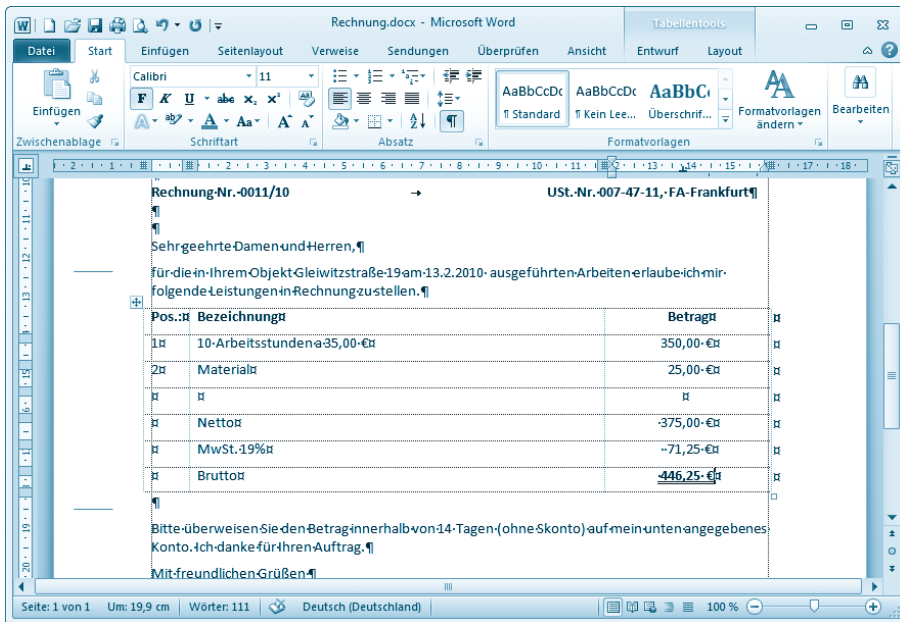 Rechnung.docx - Microsoft Word
Tabellentools
Datei Start Einfügen Seitenlayout Verweise Sendungen Überprüfen Ansicht Entwurf Layout
Calibri 11
AaBbCcDc AaBbCcDc AaBbCc
Einfügen
F K U abc x₂ x²
¶ Standard ¶ Kein Lee... Überschrif...
Formatvorlagen ändern
Bearbeiten
Zwischenablage Schriftart Absatz Formatvorlagen
Rechnung·Nr.·0011/10 → USt.·Nr.·007-47-11,·FA-Frankfurt¶
¶
¶
Sehr·geehrte·Damen·und·Herren,¶
für·die·in·Ihrem·Objekt·Gleiwitzstraße·19·am·13.2.2010· ausgeführten·Arbeiten·erlaube·ich·mir·
folgende·Leistungen·in·Rechnung·zu·stellen.¶
Pos.:¤ Bezeichnung¤ Betrag¤ ¤
1¤ 10·Arbeitsstunden·a·35,00·€¤ 350,00·€¤ ¤
2¤ Material¤ 25,00·€¤ ¤
¤ ¤ ¤ ¤
¤ Netto¤ ·375,00·€¤ ¤
¤ MwSt.·19%¤ ··71,25·€¤ ¤
¤ Brutto¤ ·446,25·€¤ ¤
¶
Bitte·überweisen·Sie·den·Betrag·innerhalb·von·14·Tagen·(ohne·Skonto)·auf·mein·unten·angegebenes·
Konto.·Ich·danke·für·Ihren·Auftrag.¶
Mit·freundlichen·Grüßen·¶
Seite: 1 von 1 Um: 19,9 cm Wörter: 111 Deutsch (Deutschland) 100 %